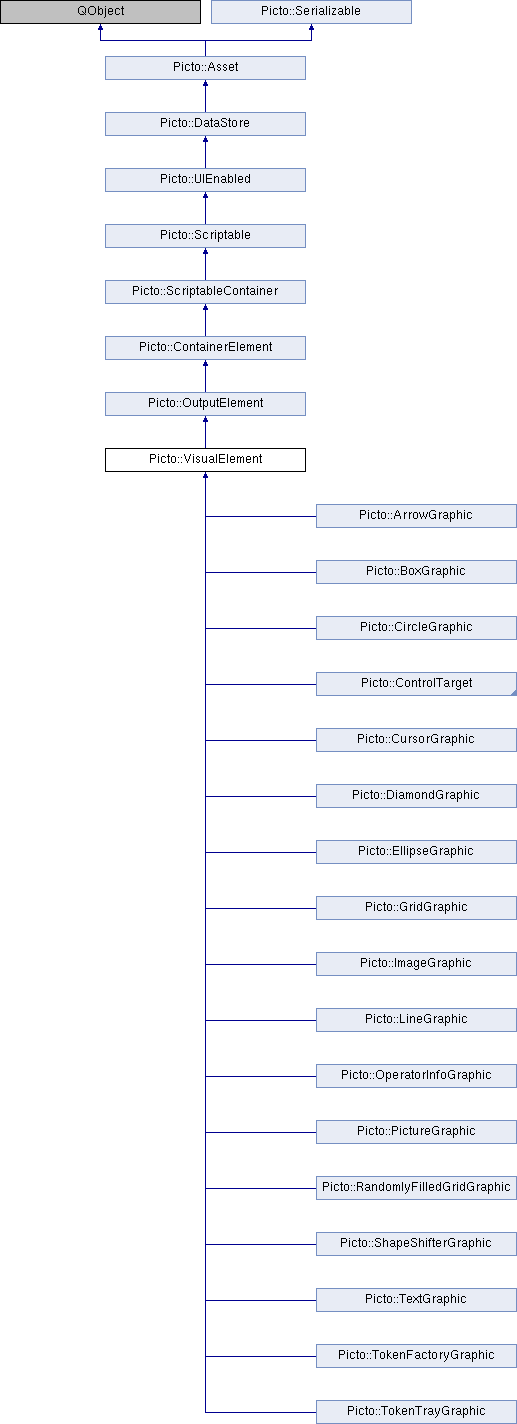 QObject
Picto::Serializable
Picto::Asset
Picto::DataStore
Picto::UIEnabled
Picto::Scriptable
Picto::ScriptableContainer
Picto::ContainerElement
Picto::OutputElement
Picto::VisualElement
Picto::ArrowGraphic
Picto::BoxGraphic
Picto::CircleGraphic
Picto::ControlTarget
Picto::CursorGraphic
Picto::DiamondGraphic
Picto::EllipseGraphic
Picto::GridGraphic
Picto::ImageGraphic
Picto::LineGraphic
Picto::OperatorInfoGraphic
Picto::PictureGraphic
Picto::RandomlyFilledGridGraphic
Picto::ShapeShifterGraphic
Picto::TextGraphic
Picto::TokenFactoryGraphic
Picto::TokenTrayGraphic